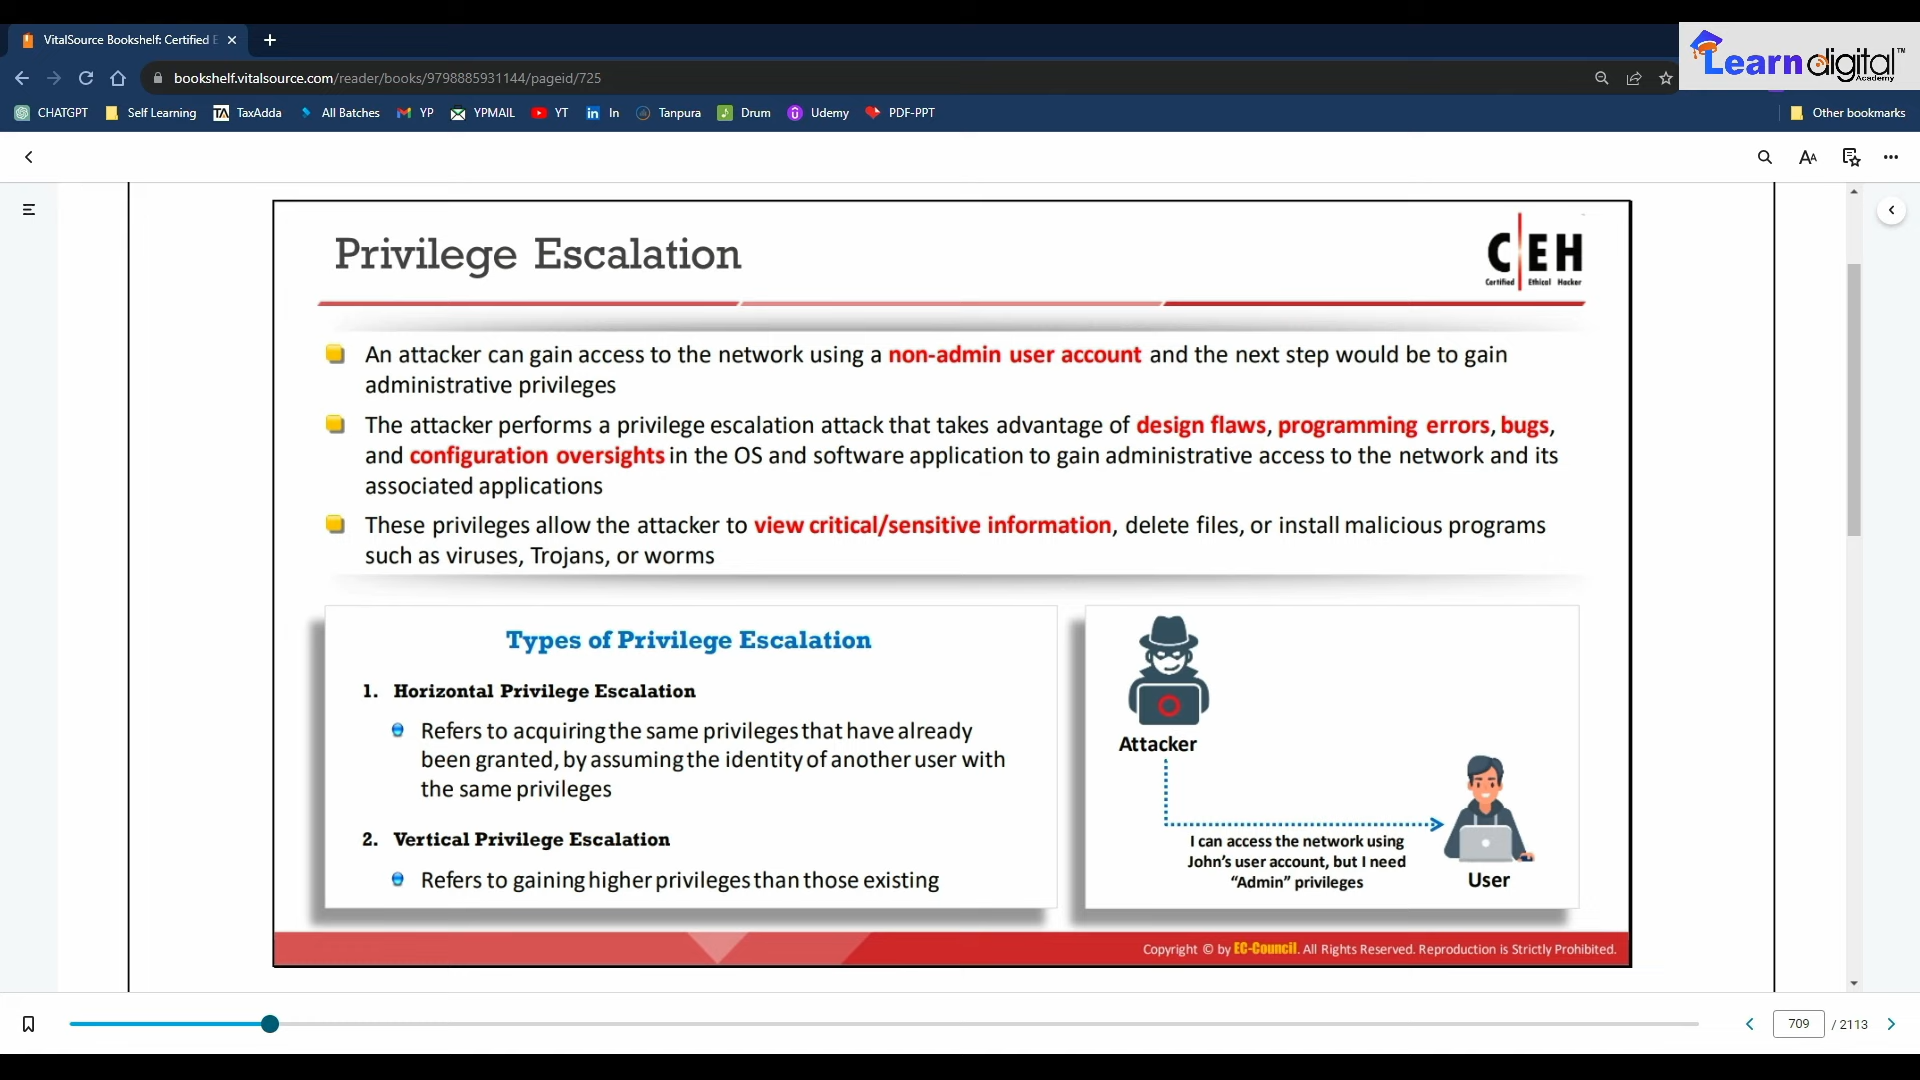 VitalSource Bookshelf: Certified E
Learn digital™
Academy
bookshelf.vitalsource.com/reader/books/9798885931144/pageid/725
CHATGPT Self Learning TaxAdda All Batches YP YPMAIL YT In Tanpura Drum Udemy PDF-PPT Other bookmarks
Privilege Escalation
CEH
Certified Ethical Hacker
An attacker can gain access to the network using a non-admin user account and the next step would be to gain
administrative privileges
The attacker performs a privilege escalation attack that takes advantage of design flaws, programming errors, bugs,
and configuration oversights in the OS and software application to gain administrative access to the network and its
associated applications
These privileges allow the attacker to view critical/sensitive information, delete files, or install malicious programs
such as viruses, Trojans, or worms
Types of Privilege Escalation
1. Horizontal Privilege Escalation
Refers to acquiring the same privileges that have already
been granted, by assuming the identity of another user with
the same privileges
2. Vertical Privilege Escalation
Refers to gaining higher privileges than those existing
Attacker
I can access the network using
John's user account, but I need
“Admin” privileges
User
Copyright © by EC-Council. All Rights Reserved. Reproduction is Strictly Prohibited.
709 / 2113